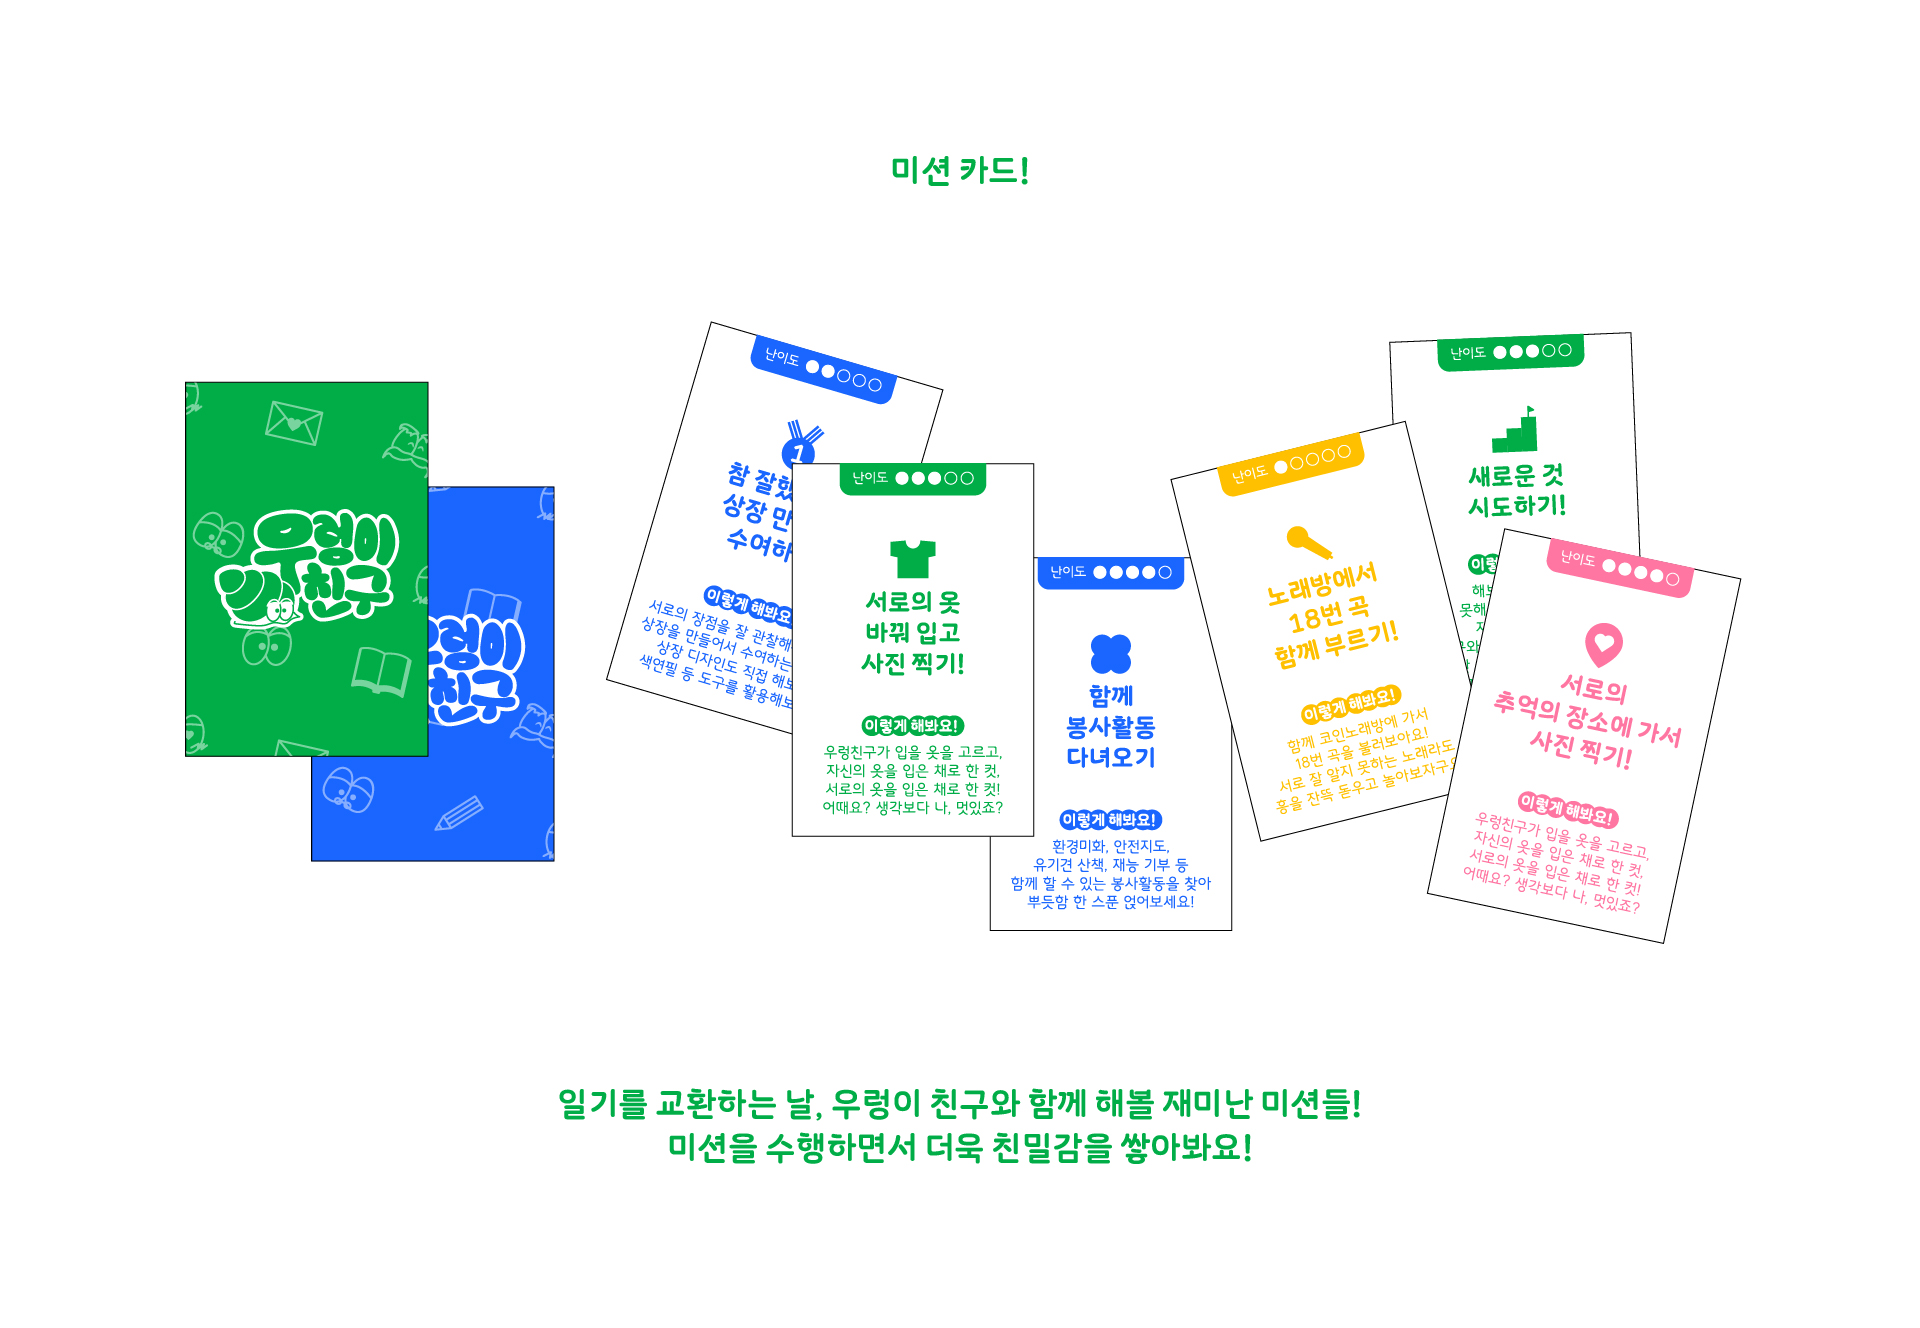 미션 카드!
우렁이
친구
렁이
친구
난이도
1
참 잘했
상장 만
수여하
이렇게 해봐요
서로의 장점을 잘 관찰해
상장을 만들어서 수여하는
상장 디자인도 직접 해보
색연필 등 도구를 활용해보
난이도
서로의 옷
바꿔 입고
사진 찍기!
이렇게 해봐요!
우렁친구가 입을 옷을 고르고,
자신의 옷을 입은 채로 한 컷,
서로의 옷을 입은 채로 한 컷!
어때요? 생각보다 나, 멋있죠?
난이도
함께
봉사활동
다녀오기
이렇게 해봐요!
환경미화, 안전지도,
유기견 산책, 재능 기부 등
함께 할 수 있는 봉사활동을 찾아
뿌듯함 한 스푼 얹어보세요!
난이도
노래방에서
18번 곡
함께 부르기!
이렇게 해봐요!
함께 코인노래방에 가서
18번 곡을 불러보아요!
서로 잘 알지 못하는 노래라도
흥을 잔뜩 돋우고 놀아보자구요
난이도
새로운 것
시도하기!
이렇
해보
못해
난이도
서로의
추억의 장소에 가서
사진 찍기!
이렇게 해봐요!
우렁친구가 입을 옷을 고르고,
자신의 옷을 입은 채로 한 컷,
서로의 옷을 입은 채로 한 컷!
어때요? 생각보다 나, 멋있죠?
일기를 교환하는 날, 우렁이 친구와 함께 해볼 재미난 미션들!
미션을 수행하면서 더욱 친밀감을 쌓아봐요!